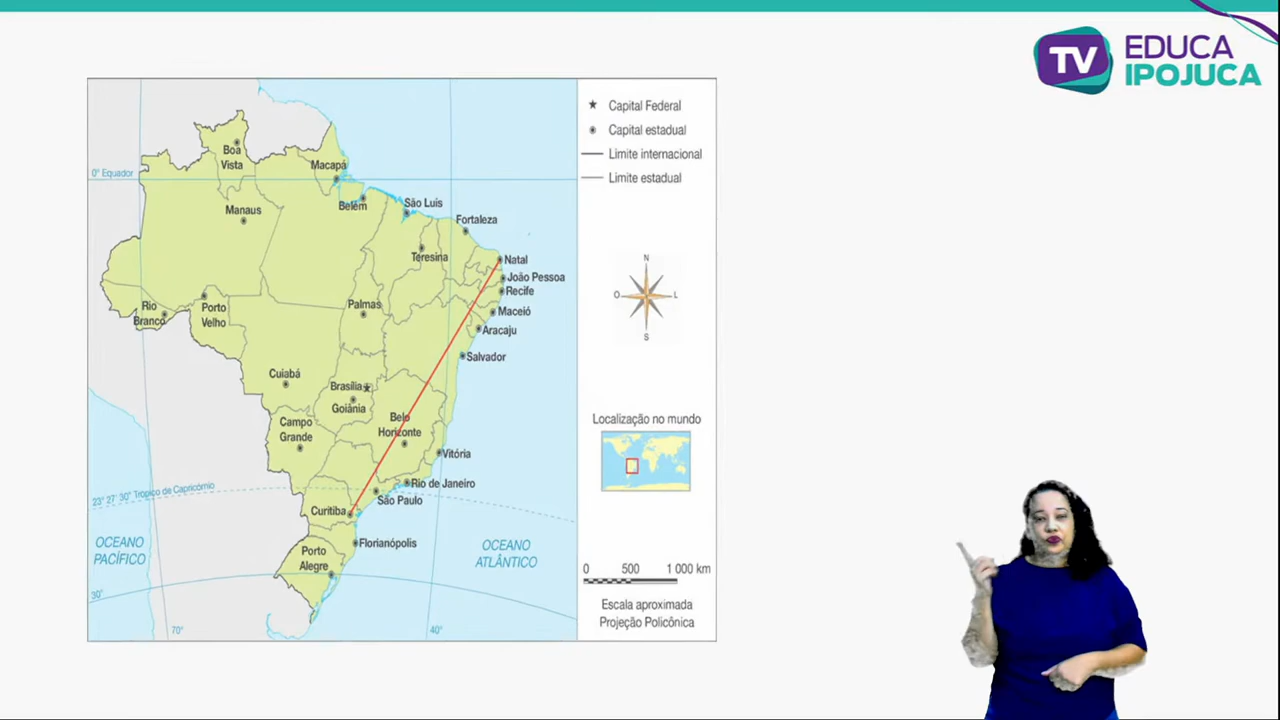 TV
EDUCA
IPOJUCA
Capital Federal
Capital estadual
Limite internacional
Limite estadual
Boa
Vista
Macapá
0° Equador
Manaus
Belém
São Luís
Fortaleza
Teresina
Natal
João Pessoa
Recife
Maceió
Aracaju
Salvador
Rio
Branco
Porto
Velho
Palmas
Cuiabá
Brasília
Goiânia
Campo
Grande
Belo
Horizonte
Vitória
Rio de Janeiro
São Paulo
23° 27' 30" Trópico de Capricórnio
Curitiba
Florianópolis
Porto
Alegre
OCEANO
PACÍFICO
OCEANO
ATLÂNTICO
30°
70°
40°
N
O
L
S
Localização no mundo
0 500 1 000 km
Escala aproximada
Projeção Policônica